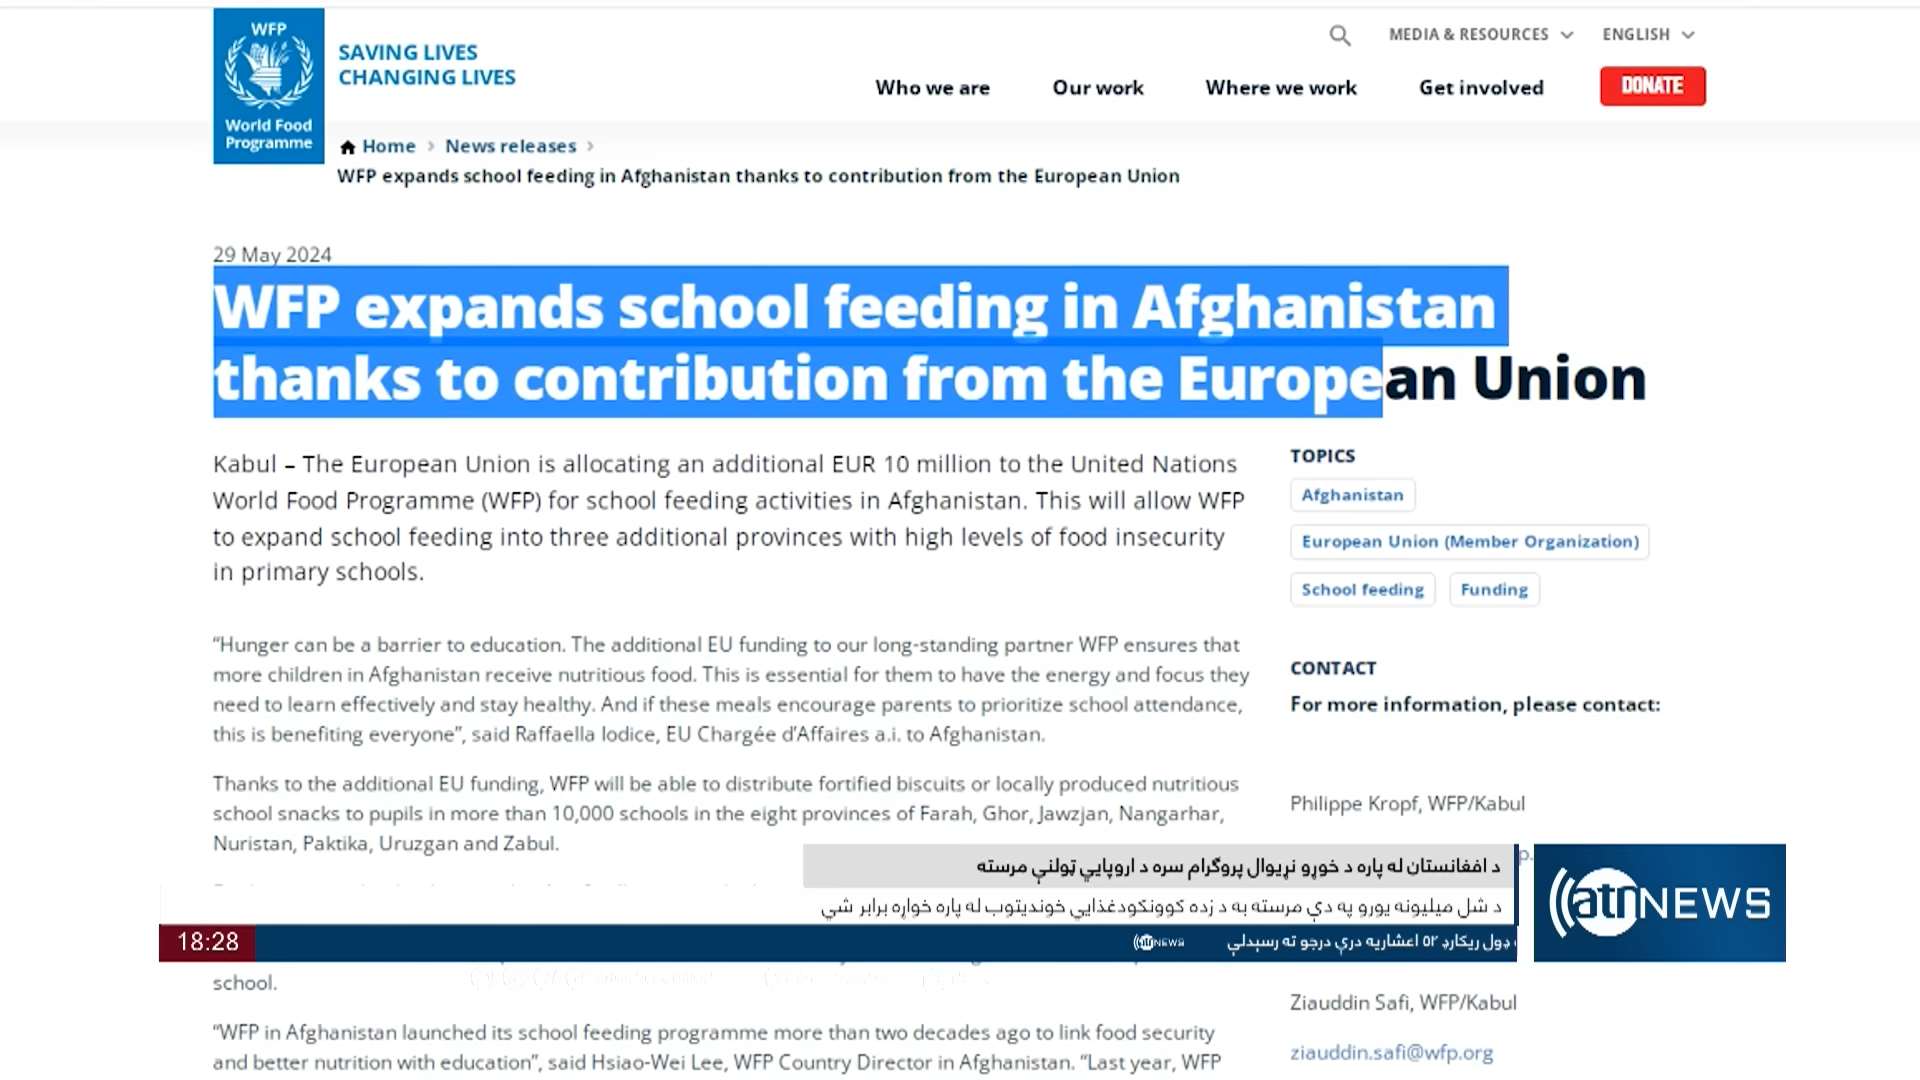 WFP
World Food
Programme
SAVING LIVES
CHANGING LIVES
MEDIA & RESOURCES
ENGLISH
Who we are
Our work
Where we work
Get involved
DONATE
Home › News releases ›
WFP expands school feeding in Afghanistan thanks to contribution from the European Union
29 May 2024
WFP expands school feeding in Afghanistan
thanks to contribution from the European Union
Kabul – The European Union is allocating an additional EUR 10 million to the United Nations
World Food Programme (WFP) for school feeding activities in Afghanistan. This will allow WFP
to expand school feeding into three additional provinces with high levels of food insecurity
in primary schools.
“Hunger can be a barrier to education. The additional EU funding to our long-standing partner WFP ensures that
more children in Afghanistan receive nutritious food. This is essential for them to have the energy and focus they
need to learn effectively and stay healthy. And if these meals encourage parents to prioritize school attendance,
this is benefiting everyone”, said Raffaella Iodice, EU Chargée d’Affaires a.i. to Afghanistan.
Thanks to the additional EU funding, WFP will be able to distribute fortified biscuits or locally produced nutritious
school snacks to pupils in more than 10,000 schools in the eight provinces of Farah, Ghor, Jawzjan, Nangarhar,
Nuristan, Paktika, Uruzgan and Zabul.
school.
“WFP in Afghanistan launched its school feeding programme more than two decades ago to link food security
and better nutrition with education”, said Hsiao-Wei Lee, WFP Country Director in Afghanistan. “Last year, WFP
TOPICS
Afghanistan
European Union (Member Organization)
School feeding
Funding
CONTACT
For more information, please contact:
Philippe Kropf, WFP/Kabul
Ziauddin Safi, WFP/Kabul
ziauddin.safi@wfp.org
د افغانستان له پاره د خوړو نړیوال پروګرام سره د اروپایي ټولنې مرسته
د شل میلیونه یورو په دې مرسته به د زده کوونکودغذایي خوندیتوب له پاره خواړه برابر شي
18:28
ډول ریکارډ ۵۲ اعشاریه درې درجو ته رسېدلې
atn NEWS
atn NEWS